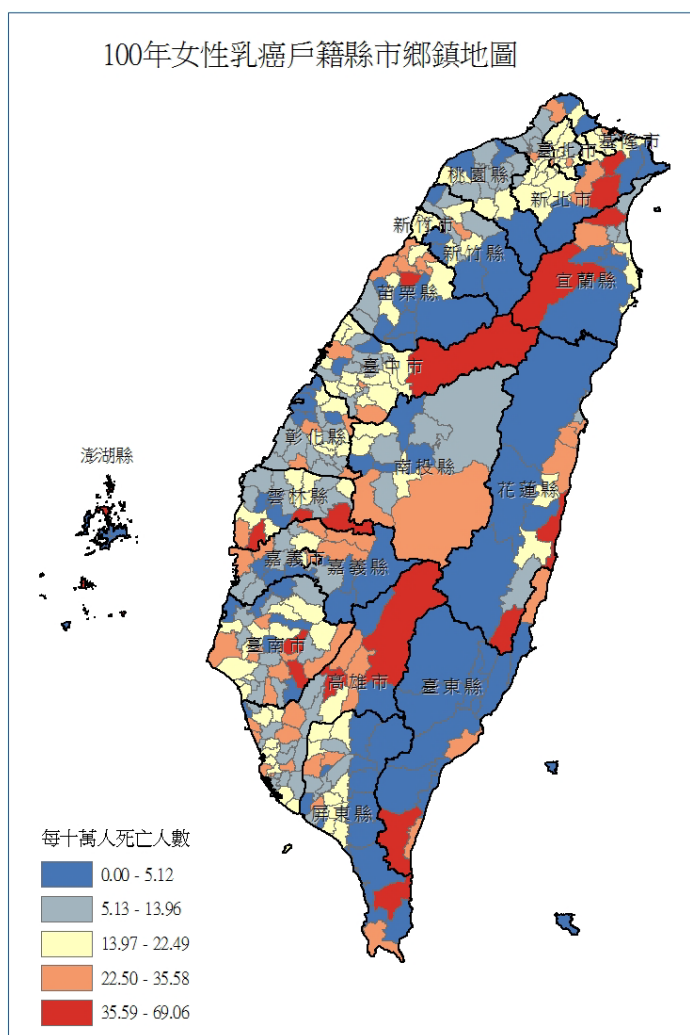 100年女性乳癌戶籍縣市鄉鎮地圖
基隆市
臺北市
桃園縣
新北市
新竹市
新竹縣
宜蘭縣
苗栗縣
臺中市
彰化縣
南投縣
澎湖縣
花蓮縣
雲林縣
嘉義市
嘉義縣
臺南市
高雄市
臺東縣
屏東縣
每十萬人死亡人數
0.00 - 5.12
5.13 - 13.96
13.97 - 22.49
22.50 - 35.58
35.59 - 69.06